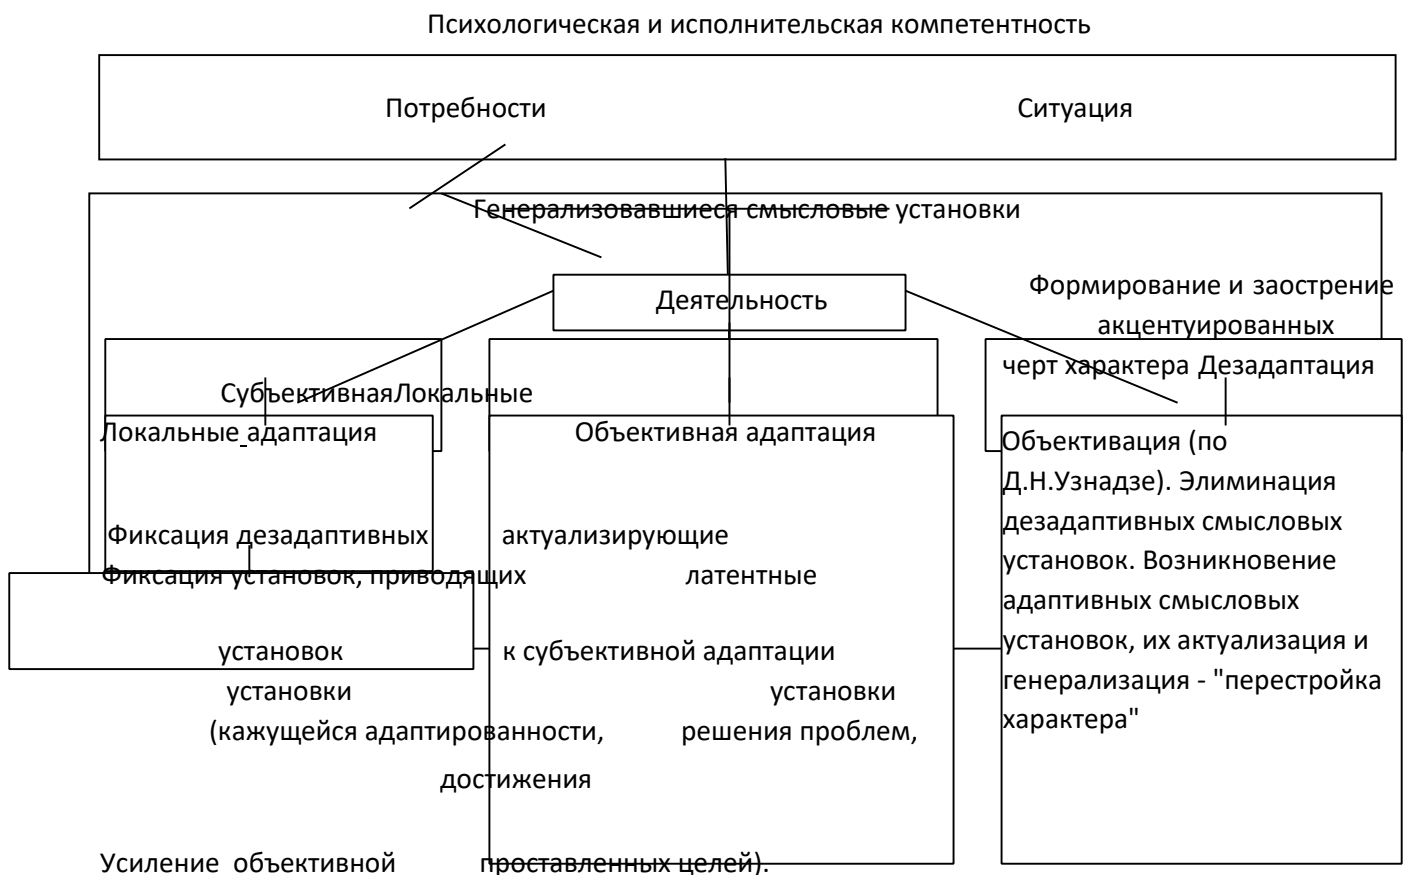 Психологическая и исполнительская компетентность
Потребности Ситуация
Генерализовавшиеся смысловые установки
Деятельность
Формирование и заострение
акцентуированных
черт характера Дезадаптация
СубъективнаяЛокальные
Локальные адаптация
Объективная адаптация
Объективация (по
Д.Н.Узнадзе). Элиминация
дезадаптивных смысловых
установок. Возникновение
адаптивных смысловых
установок, их актуализация и
генерализация - "перестройка
характера"
Фиксация дезадаптивных актуализирующие
Фиксация установок, приводящих латентные
установок к субъективной адаптации
установки установки
(кажущейся адаптированности, решения проблем,
достижения
Усиление объективной проставленных целей).